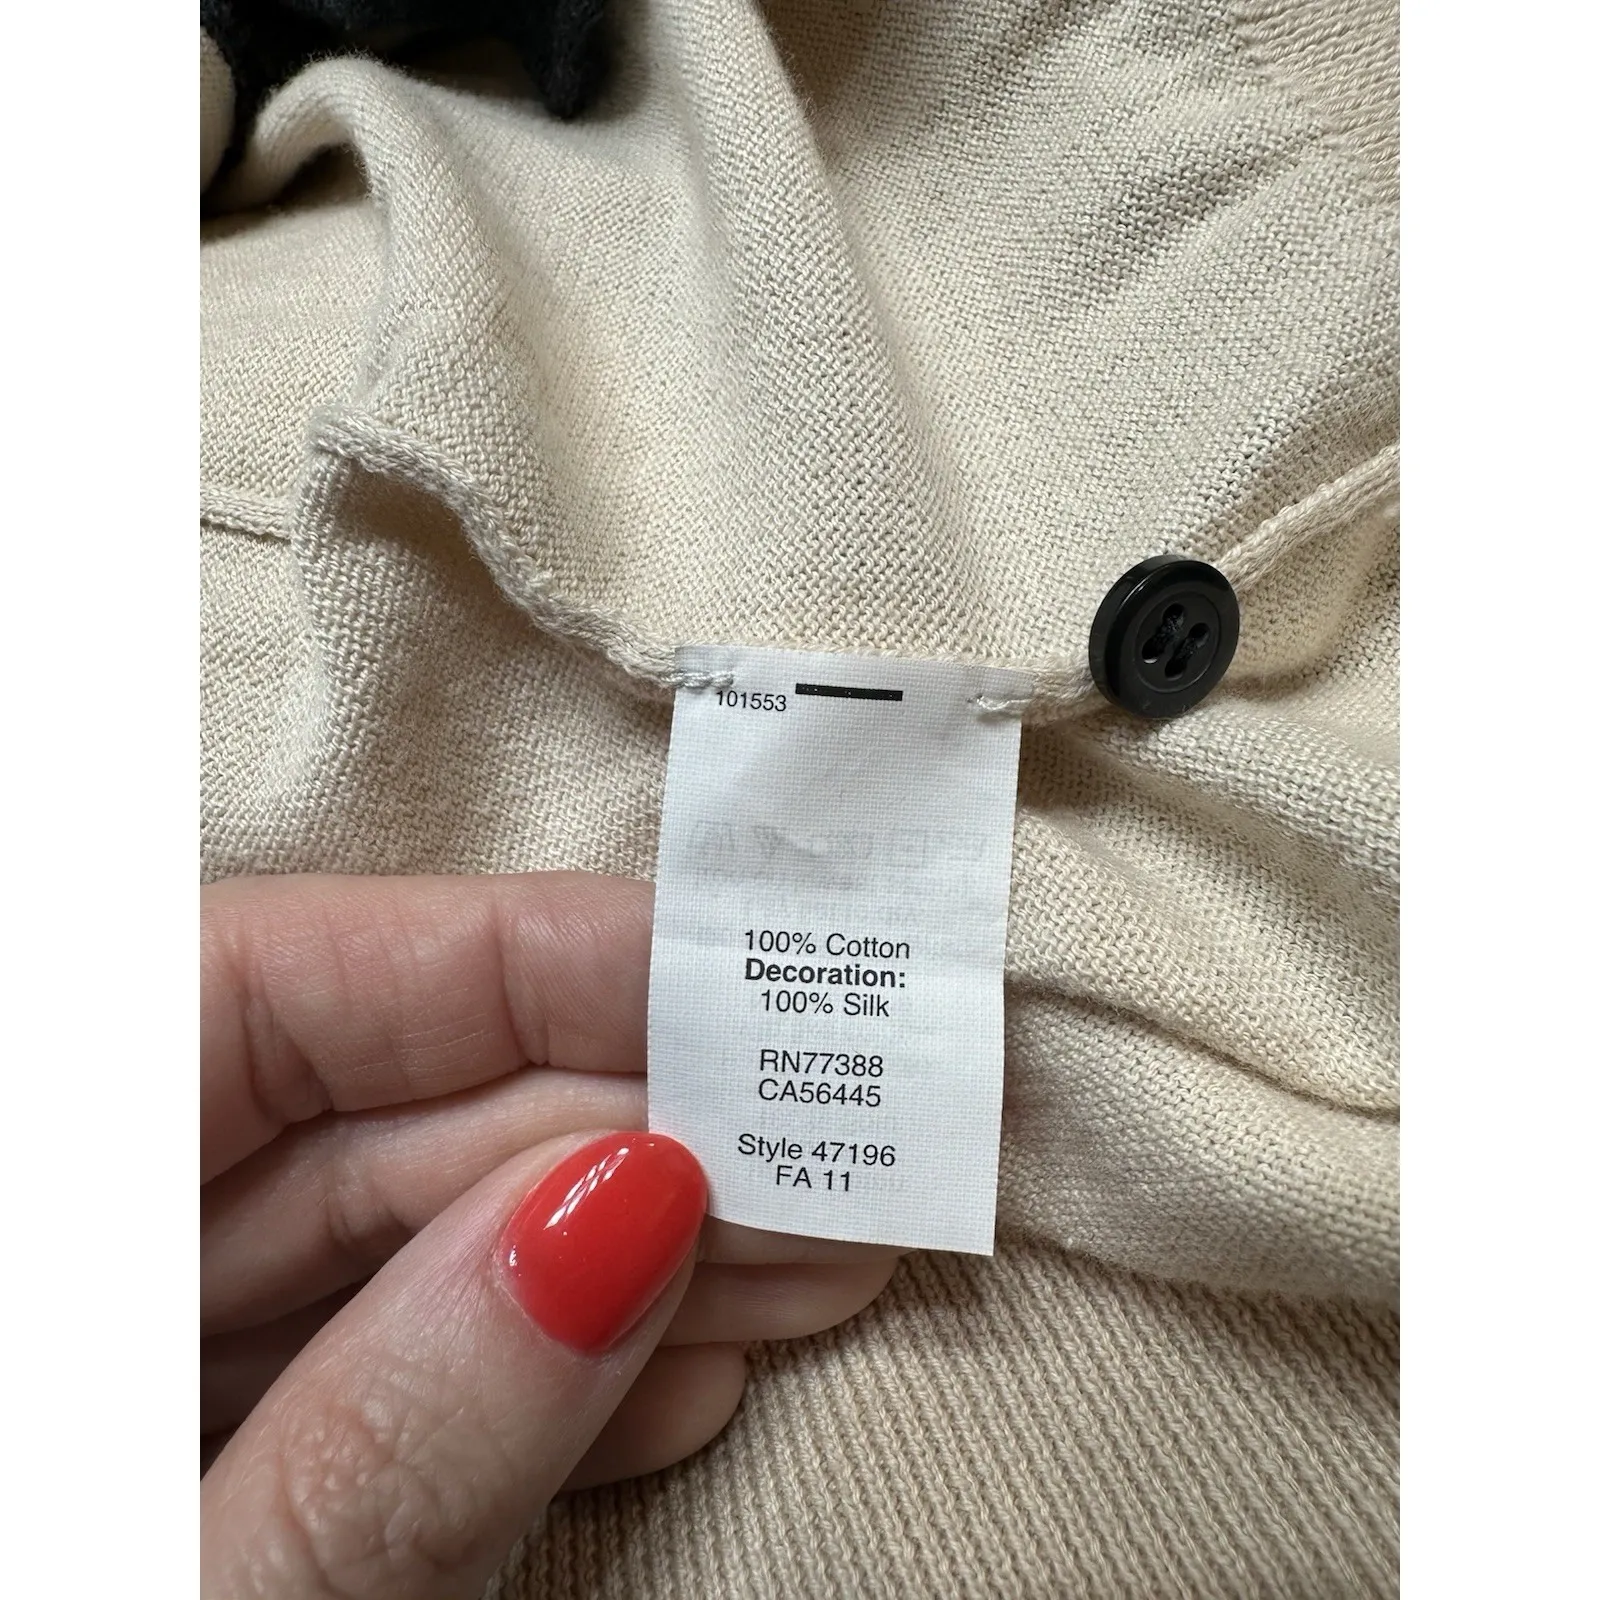 101553
100% Cotton
Decoration:
100% Silk
RN77388
CA56445
Style 47196
FA 11